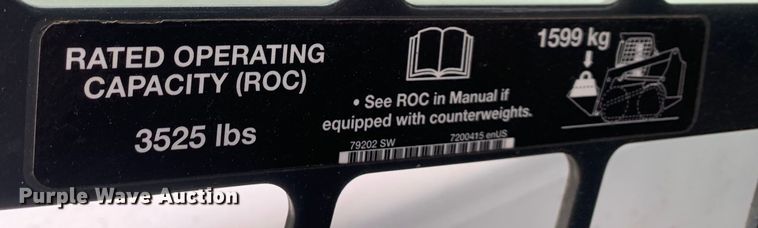 RATED OPERATING
CAPACITY (ROC)
3525 lbs
• See ROC in Manual if
equipped with counterweights.
79202 SW 7200415 enUS
1599 kg
Purple Wave Auction